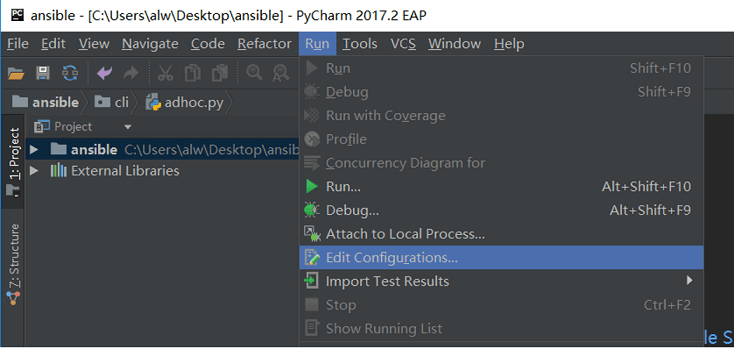 PC ansible - [C:\Users\alw\Desktop\ansible] - PyCharm 2017.2 EAP
File Edit View Navigate Code Refactor Run Tools VCS Window Help
ansible cli adhoc.py
1: Project
Project
ansible C:\Users\alw\Desktop\ansib
External Libraries
Z: Structure
Run Shift+F10
Debug Shift+F9
Run with Coverage
Profile
Concurrency Diagram for
Run... Alt+Shift+F10
Debug... Alt+Shift+F9
Attach to Local Process...
Edit Configurations...
Import Test Results
Stop Ctrl+F2
Show Running List
le S